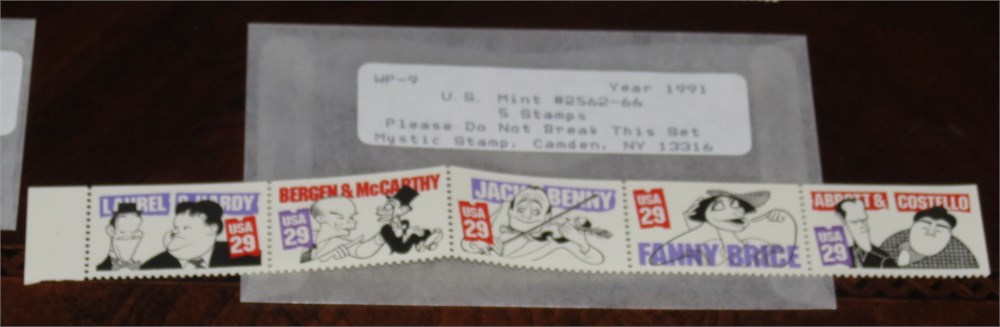 WP-9 Year 1991
U.S. Mint #2562-66
5 Stamps
Please Do Not Break This Set
Mystic Stamp, Camden, NY 13316
LAUREL & HARDY
USA
29
BERGEN & McCARTHY
USA
29
JACK BENNY
USA
29
USA
29
FANNY BRICE
ABBOTT & COSTELLO
USA
29